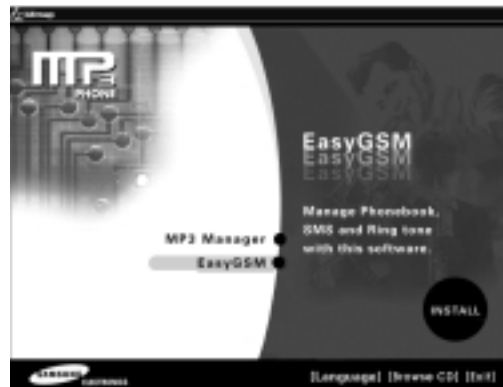 MP3
PHONE
EasyGSM
EasyGSM
EasyGSM
Manage Phonebook,
SMS and Ring tone
with this software.
MP3 Manager
EasyGSM
INSTALL
SAMSUNG
ELECTRONICS
[Language] [Browse CD] [Exit]